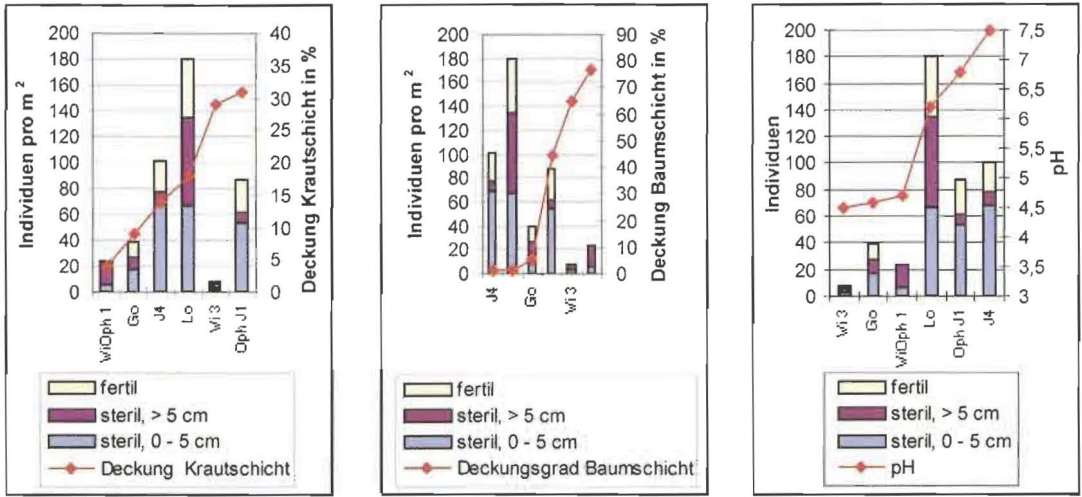 200
180
160
140
120
100
80
60
40
20
0
Individuen pro m ²
40
35
30
25
20
15
10
5
0
Deckung Krautschicht in %
WiOph 1
Go
J4
Lo
Wi 3
Oph J1
fertil
steril, > 5 cm
steril, 0 - 5 cm
Deckung Krautschicht
200
180
160
140
120
100
80
60
40
20
0
Individuen pro m ²
90
80
70
60
50
40
30
20
10
0
Deckung Baumschicht in %
J4
Go
Wi 3
fertil
steril, > 5 cm
steril, 0 - 5 cm
Deckungsgrad Baumschicht
200
180
160
140
120
100
80
60
40
20
0
Individuen
7,5
7
6,5
6
5,5
5
4,5
4
3,5
3
pH
Wi 3
Go
WiOph 1
Lo
Oph J1
J4
fertil
steril, > 5 cm
steril, 0 - 5 cm
pH